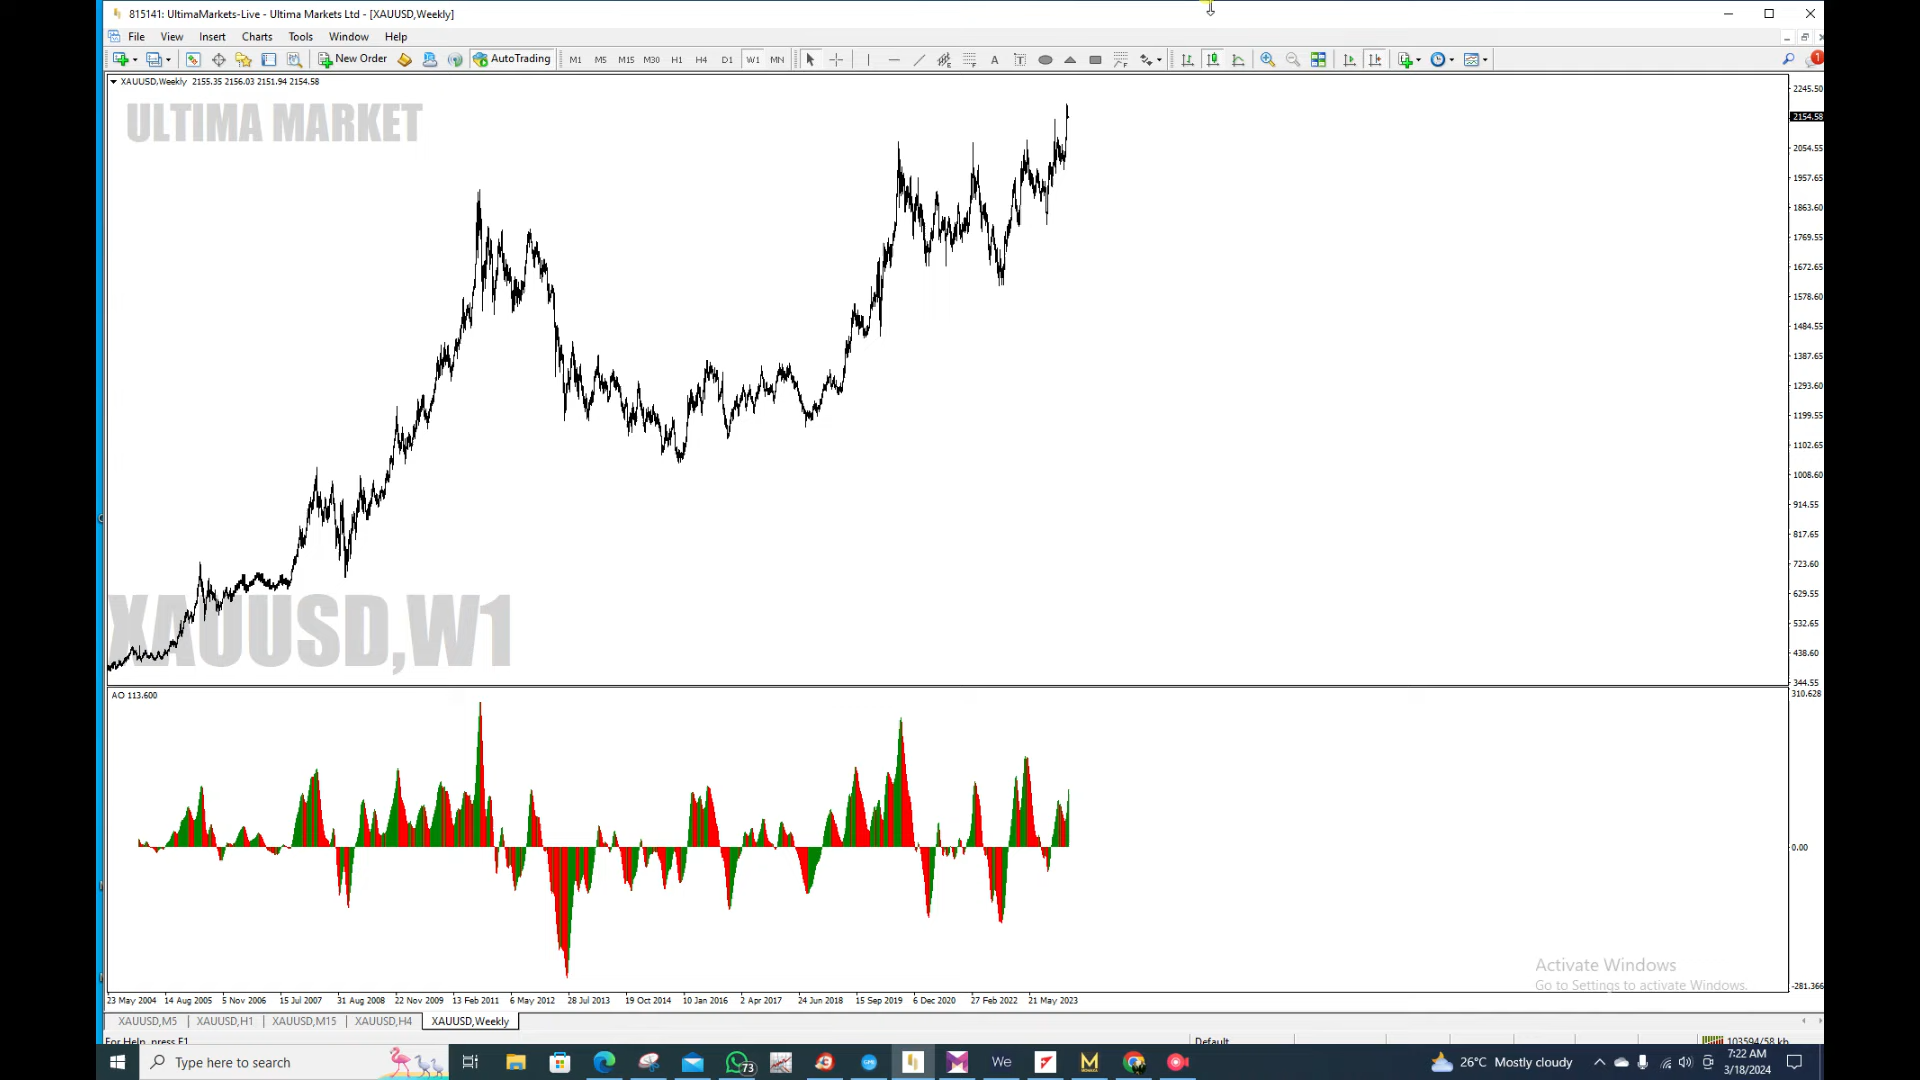 815141: UltimaMarkets-Live - Ultima Markets Ltd - [XAUUSD,Weekly]
File View Insert Charts Tools Window Help
New Order AutoTrading M1 M5 M15 M30 H1 H4 D1 W1 MN A T 1
XAUUSD,Weekly 2155.35 2156.03 2151.94 2154.58
ULTIMA MARKET
2245.50
2154.58
2054.55
1957.65
1863.60
1769.55
1672.65
1578.60
1484.55
1387.65
1293.60
1199.55
1102.65
1008.60
914.55
817.65
723.60
629.55
532.65
438.60
344.55
XAUUSD,W1
AO 113.600
310.628
0.00
-281.366
Activate Windows
Go to Settings to activate Windows.
23 May 2004 14 Aug 2005 5 Nov 2006 15 Jul 2007 31 Aug 2008 22 Nov 2009 13 Feb 2011 6 May 2012 28 Jul 2013 19 Oct 2014 10 Jan 2016 2 Apr 2017 24 Jun 2018 15 Sep 2019 6 Dec 2020 27 Feb 2022 21 May 2023
XAUUSD,M5 XAUUSD,H1 XAUUSD,M15 XAUUSD,H4 XAUUSD,Weekly
For Help, press F1 Default 103594/58 kb
Type here to search 73 We 26°C Mostly cloudy 7:22 AM
3/18/2024